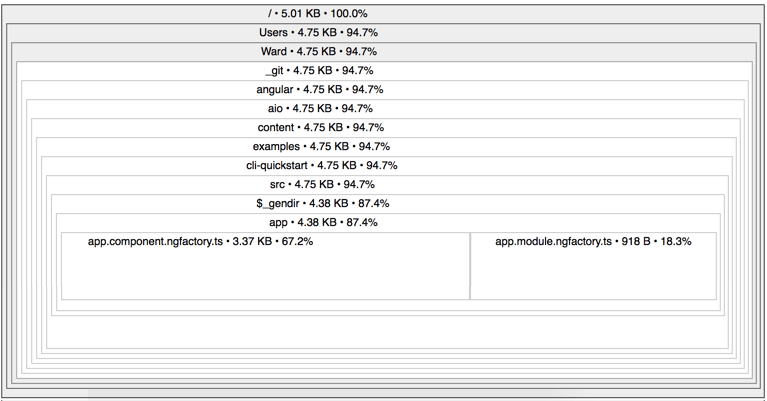 / • 5.01 KB • 100.0%
Users • 4.75 KB • 94.7%
Ward • 4.75 KB • 94.7%
_git • 4.75 KB • 94.7%
angular • 4.75 KB • 94.7%
aio • 4.75 KB • 94.7%
content • 4.75 KB • 94.7%
examples • 4.75 KB • 94.7%
cli-quickstart • 4.75 KB • 94.7%
src • 4.75 KB • 94.7%
$_gendir • 4.38 KB • 87.4%
app • 4.38 KB • 87.4%
app.component.ngfactory.ts • 3.37 KB • 67.2%
app.module.ngfactory.ts • 918 B • 18.3%